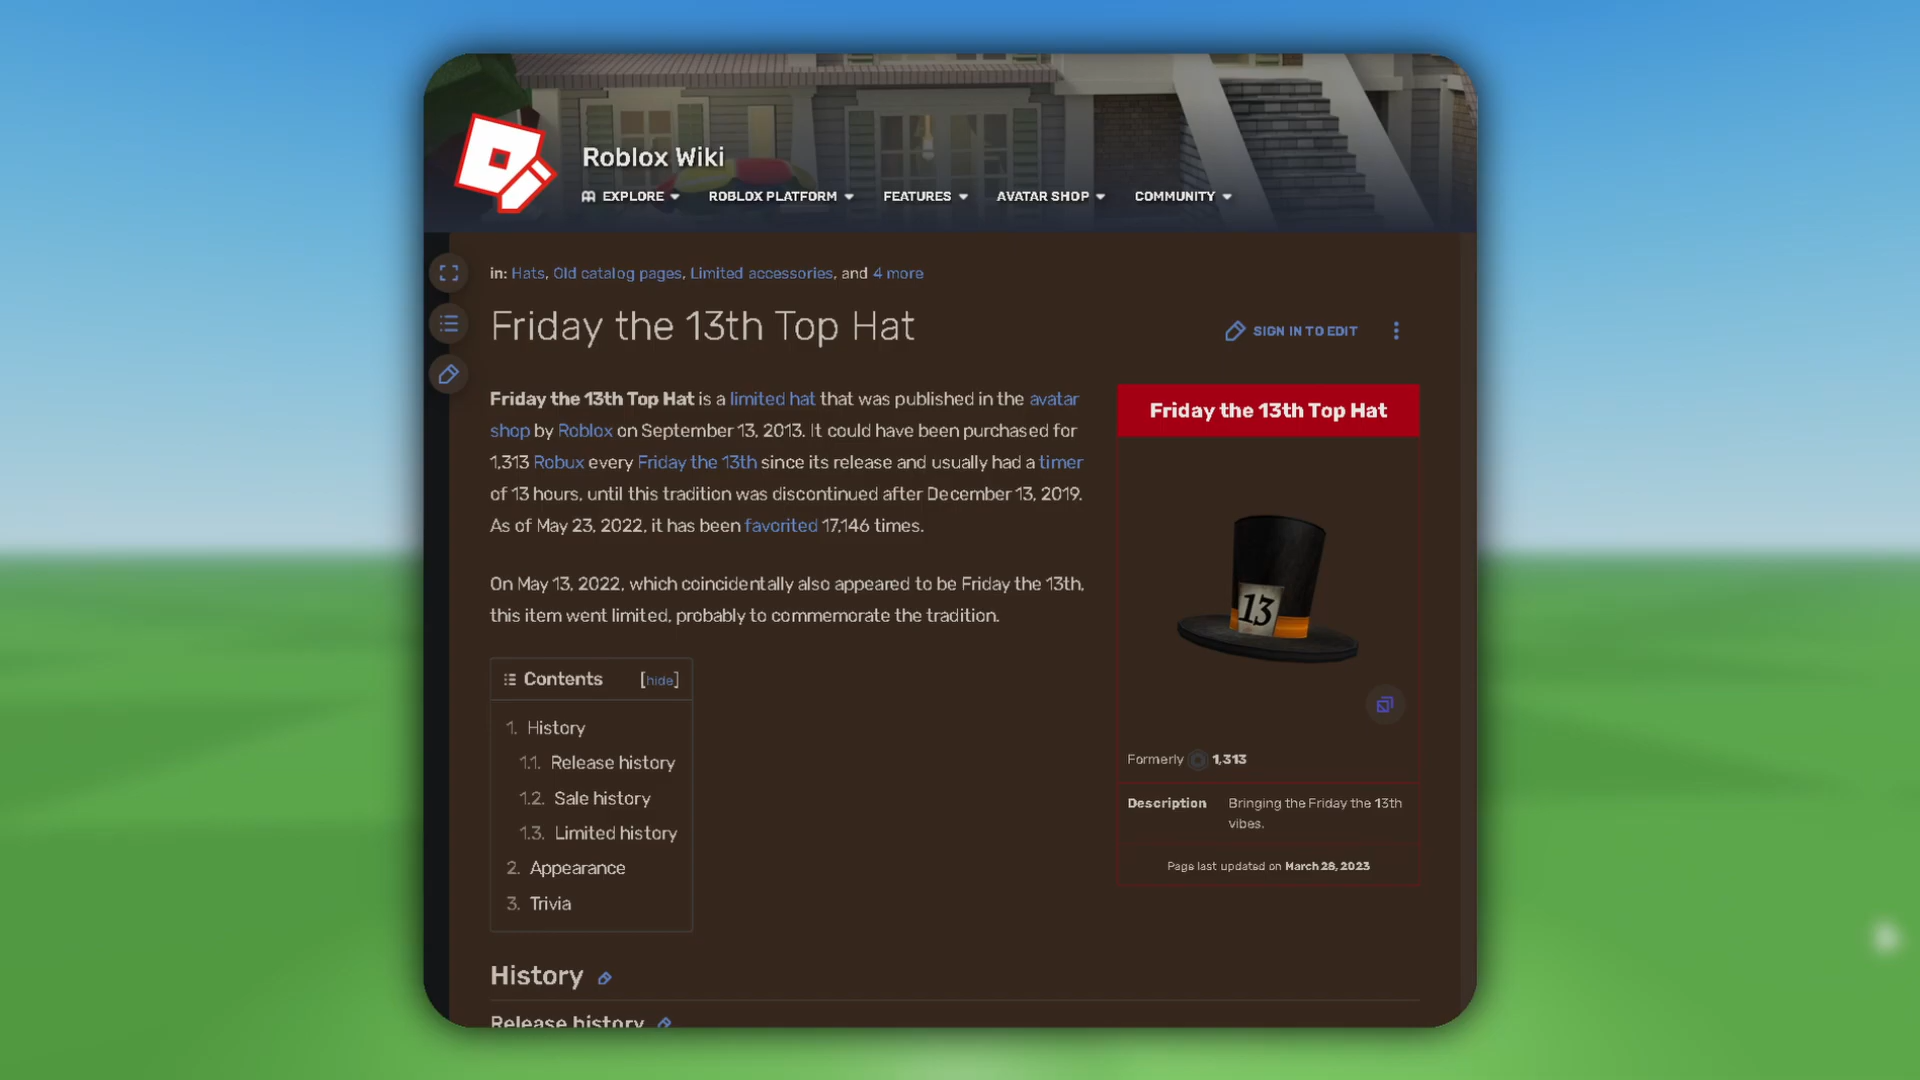 Roblox Wiki
EXPLORE ROBLOX PLATFORM FEATURES AVATAR SHOP COMMUNITY
in: Hats, Old catalog pages, Limited accessories, and 4 more
Friday the 13th Top Hat
SIGN IN TO EDIT
Friday the 13th Top Hat is a limited hat that was published in the avatar
shop by Roblox on September 13, 2013. It could have been purchased for
1,313 Robux every Friday the 13th since its release and usually had a timer
of 13 hours, until this tradition was discontinued after December 13, 2019.
As of May 23, 2022, it has been favorited 17,146 times.
On May 13, 2022, which coincidentally also appeared to be Friday the 13th,
this item went limited, probably to commemorate the tradition.
Friday the 13th Top Hat
13
Formerly 1,313
Description Bringing the Friday the 13th
vibes.
Page last updated on March 28, 2023
Contents [hide]
1. History
1.1. Release history
1.2. Sale history
1.3. Limited history
2. Appearance
3. Trivia
History
Release history